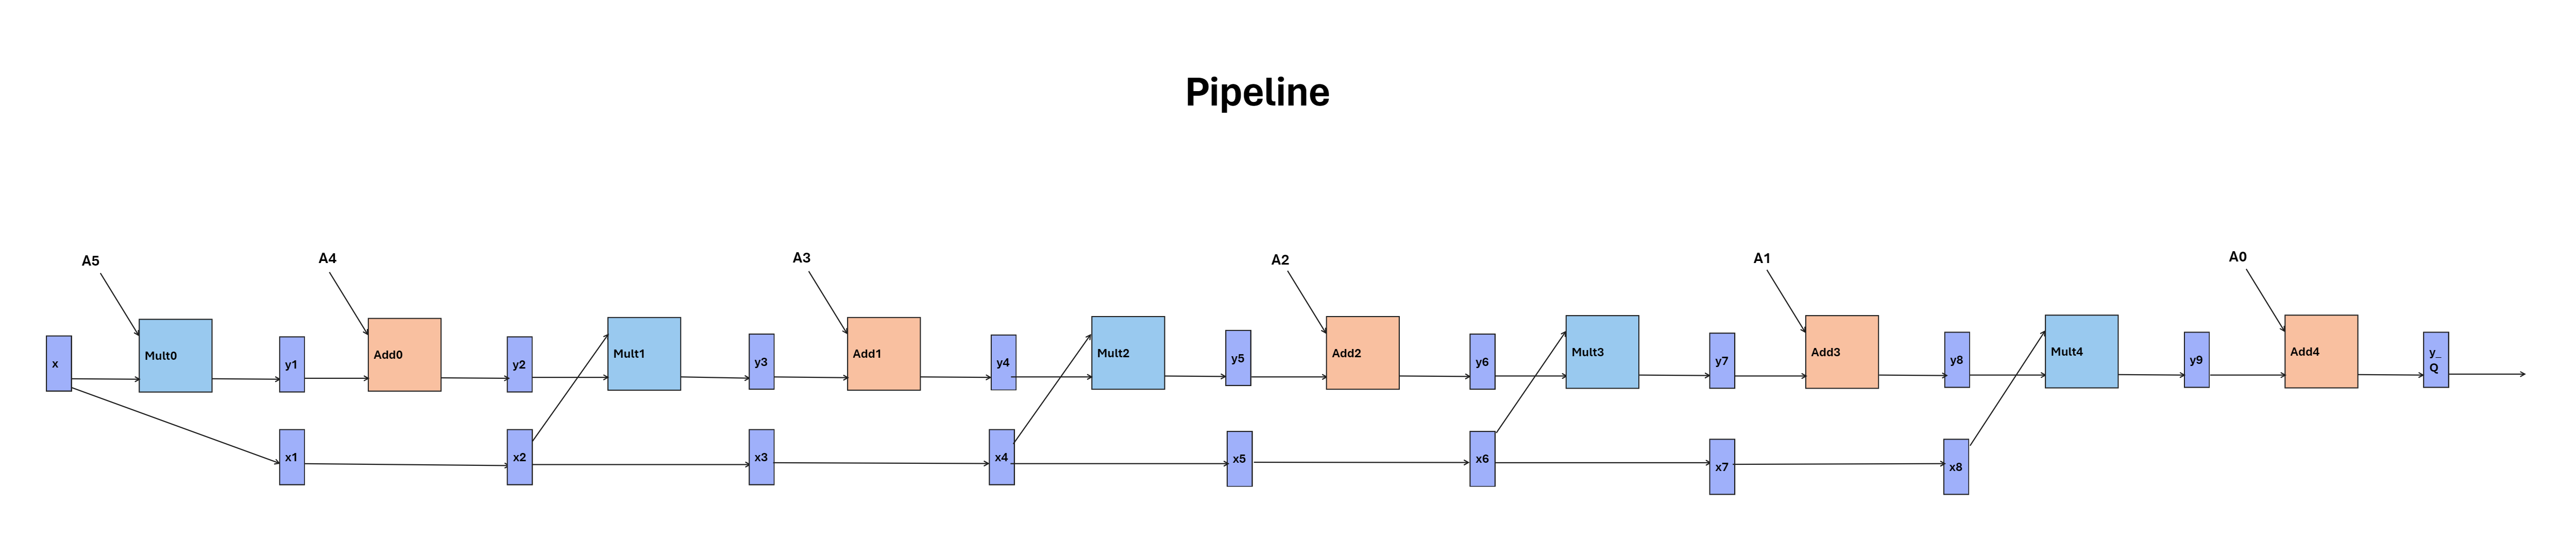 Pipeline
A5
A4
A3
A2
A1
A0
x
Mult0
y1
Add0
y2
Mult1
y3
Add1
y4
Mult2
y5
Add2
y6
Mult3
y7
Add3
y8
Mult4
y9
Add4
y_
Q
x1
x2
x3
x4
x5
x6
x7
x8